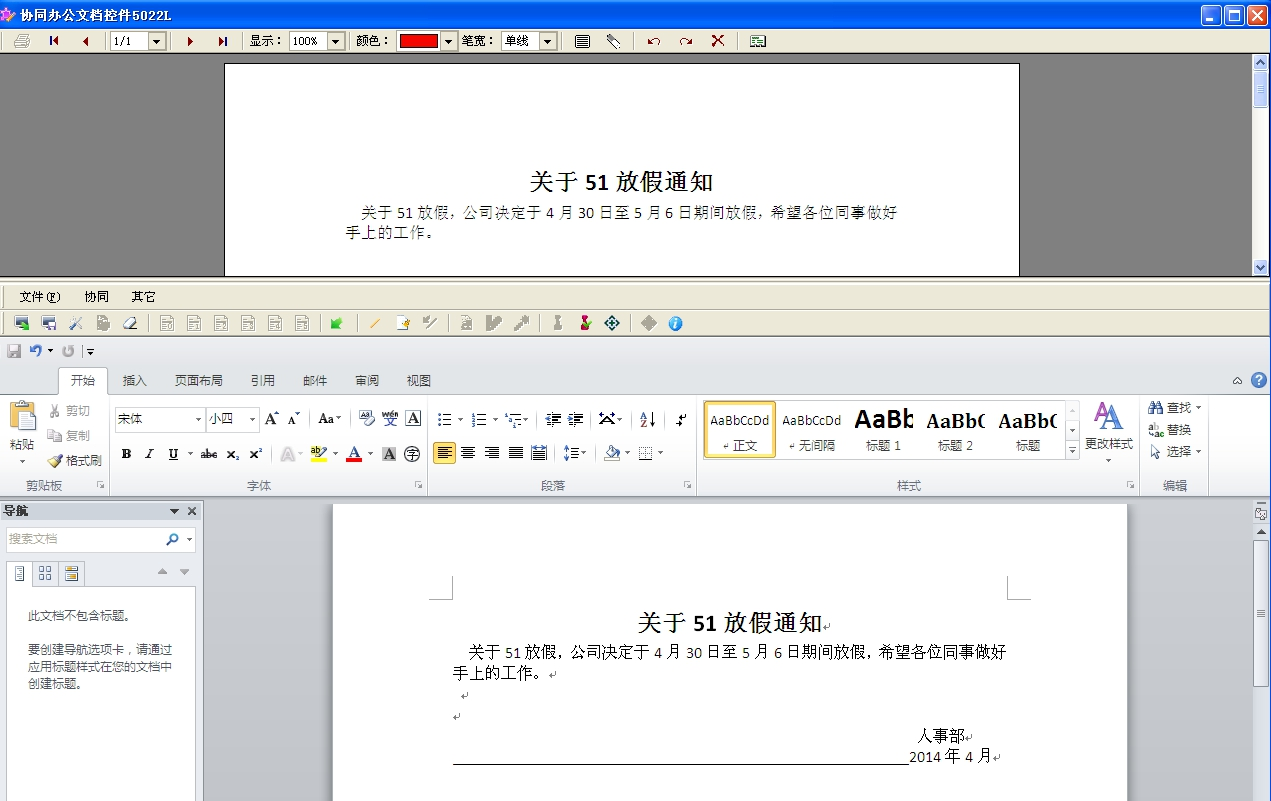 协同办公文档控件5022L
1/1 显示： 100% 颜色： 笔宽： 单线
关于 51 放假通知
关于 51 放假，公司决定于 4 月 30 日至 5 月 6 日期间放假，希望各位同事做好
手上的工作。
文件(F) 协同 其它
开始 插入 页面布局 引用 邮件 审阅 视图
粘贴
剪切
复制
格式刷
剪贴板
宋体 小四 A A Aa wén 文 A
B I U abc x₂ x² A ab A A 字
字体
A Z
段落
AaBbCcDd AaBbCcDd AaBb AaBbC AaBbC
正文 无间隔 标题 1 标题 2 标题
更改样式
样式
查找
替换
选择
编辑
导航
搜索文档
此文档不包含标题。
要创建导航选项卡，请通过
应用标题样式在您的文档中
创建标题。
关于 51 放假通知
关于 51 放假，公司决定于 4 月 30 日至 5 月 6 日期间放假，希望各位同事做好
手上的工作。
人事部
2014 年 4 月